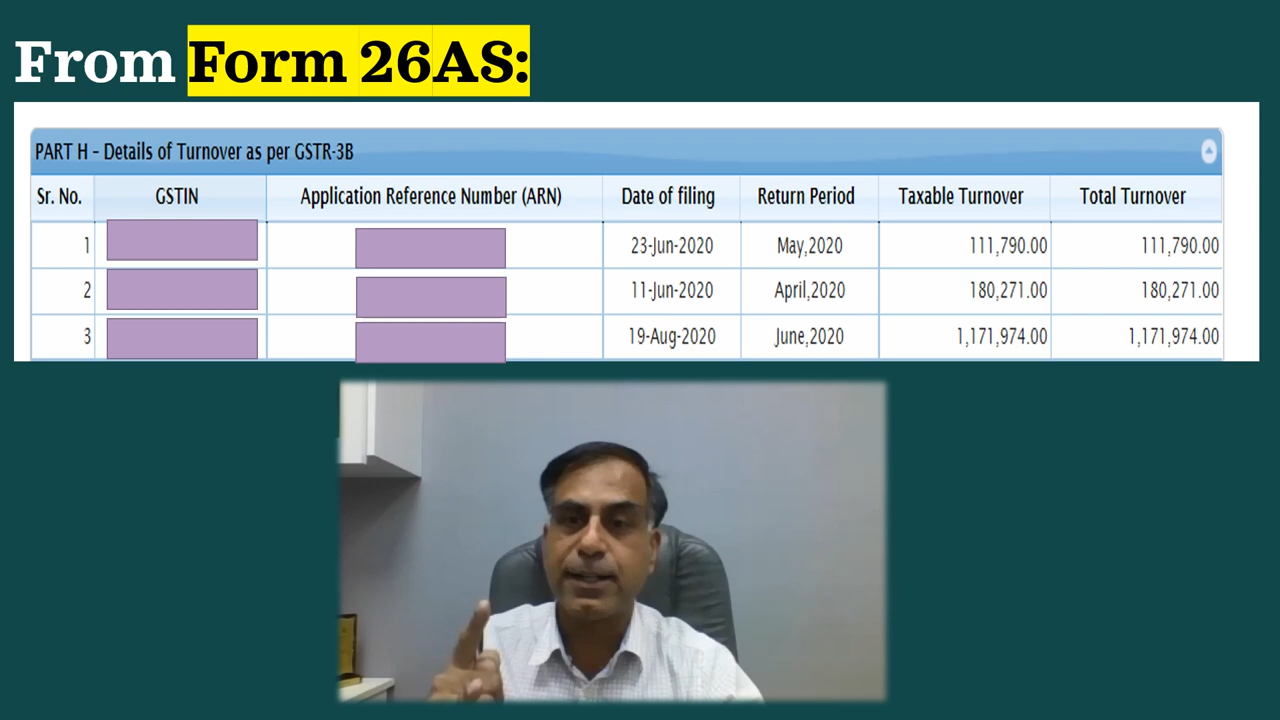 From Form 26AS:
PART H – Details of Turnover as per GSTR-3B
Sr. No. GSTIN Application Reference Number (ARN) Date of filing Return Period Taxable Turnover Total Turnover
1 23-Jun-2020 May,2020 111,790.00 111,790.00
2 11-Jun-2020 April,2020 180,271.00 180,271.00
3 19-Aug-2020 June,2020 1,171,974.00 1,171,974.00